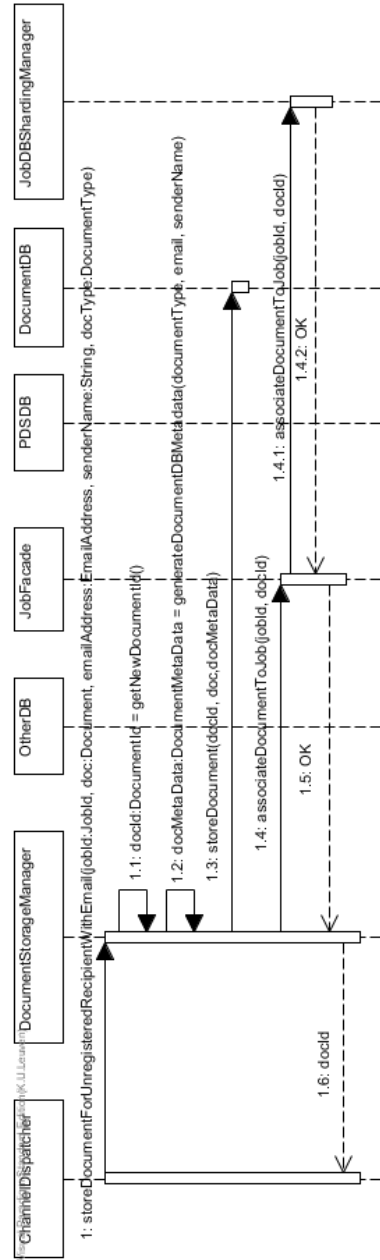 ChannelDispatcher
DocumentStorageManager
OtherDB
JobFacade
PDSDB
DocumentDB
JobDBShardingManager
1: storeDocumentForUnregisteredRecipientWithEmail(jobId:JobId, doc:Document, emailAddress:EmailAddress, senderName:String, docType:DocumentType)
1.1: docId:DocumentId = getNewDocumentId()
1.2: docMetaData:DocumentMetaData = generateDocumentDBMetadata(documentType, email, senderName)
1.3: storeDocument(docId, doc,docMetaData)
1.4: associateDocumentToJob(jobId, docId)
1.4.1: associateDocumentToJob(jobId, docId)
1.4.2: OK
1.5: OK
1.6: docId
Edition(K.U.Leuven)